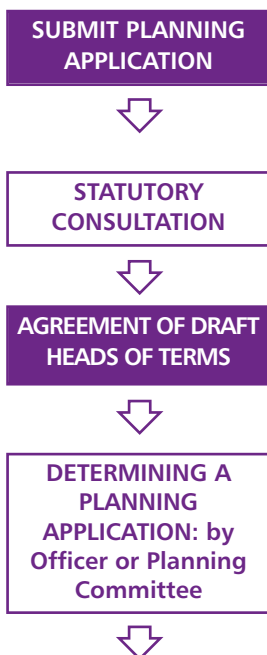 SUBMIT PLANNING
APPLICATION
STATUTORY
CONSULTATION
AGREEMENT OF DRAFT
HEADS OF TERMS
DETERMINING A
PLANNING
APPLICATION: by
Officer or Planning
Committee